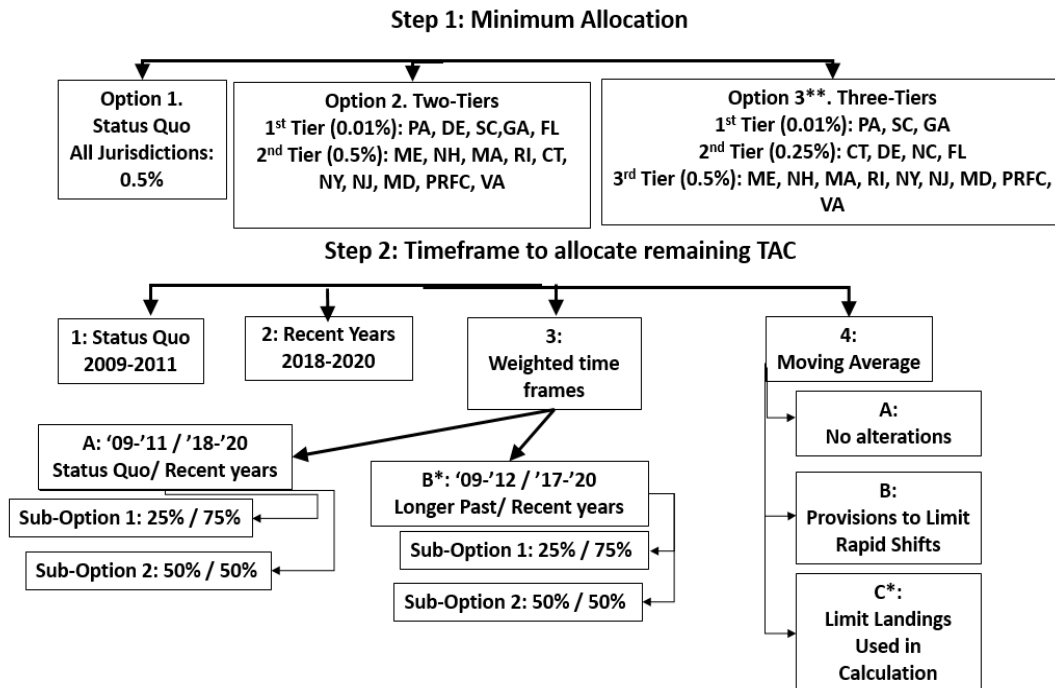 Step 1: Minimum Allocation
Option 1.
Status Quo
All Jurisdictions:
0.5%
Option 2. Two-Tiers
1st Tier (0.01%): PA, DE, SC,GA, FL
2nd Tier (0.5%): ME, NH, MA, RI, CT,
NY, NJ, MD, PRFC, VA
Option 3**. Three-Tiers
1st Tier (0.01%): PA, SC, GA
2nd Tier (0.25%): CT, DE, NC, FL
3rd Tier (0.5%): ME, NH, MA, RI, NY, NJ, MD, PRFC,
VA
Step 2: Timeframe to allocate remaining TAC
1: Status Quo
2009-2011
2: Recent Years
2018-2020
3:
Weighted time
frames
4:
Moving Average
A: ‘09-’11 / ’18-’20
Status Quo/ Recent years
Sub-Option 1: 25% / 75%
Sub-Option 2: 50% / 50%
B*: ‘09-’12 / ’17-’20
Longer Past/ Recent years
Sub-Option 1: 25% / 75%
Sub-Option 2: 50% / 50%
A:
No alterations
B:
Provisions to Limit
Rapid Shifts
C*:
Limit Landings
Used in
Calculation